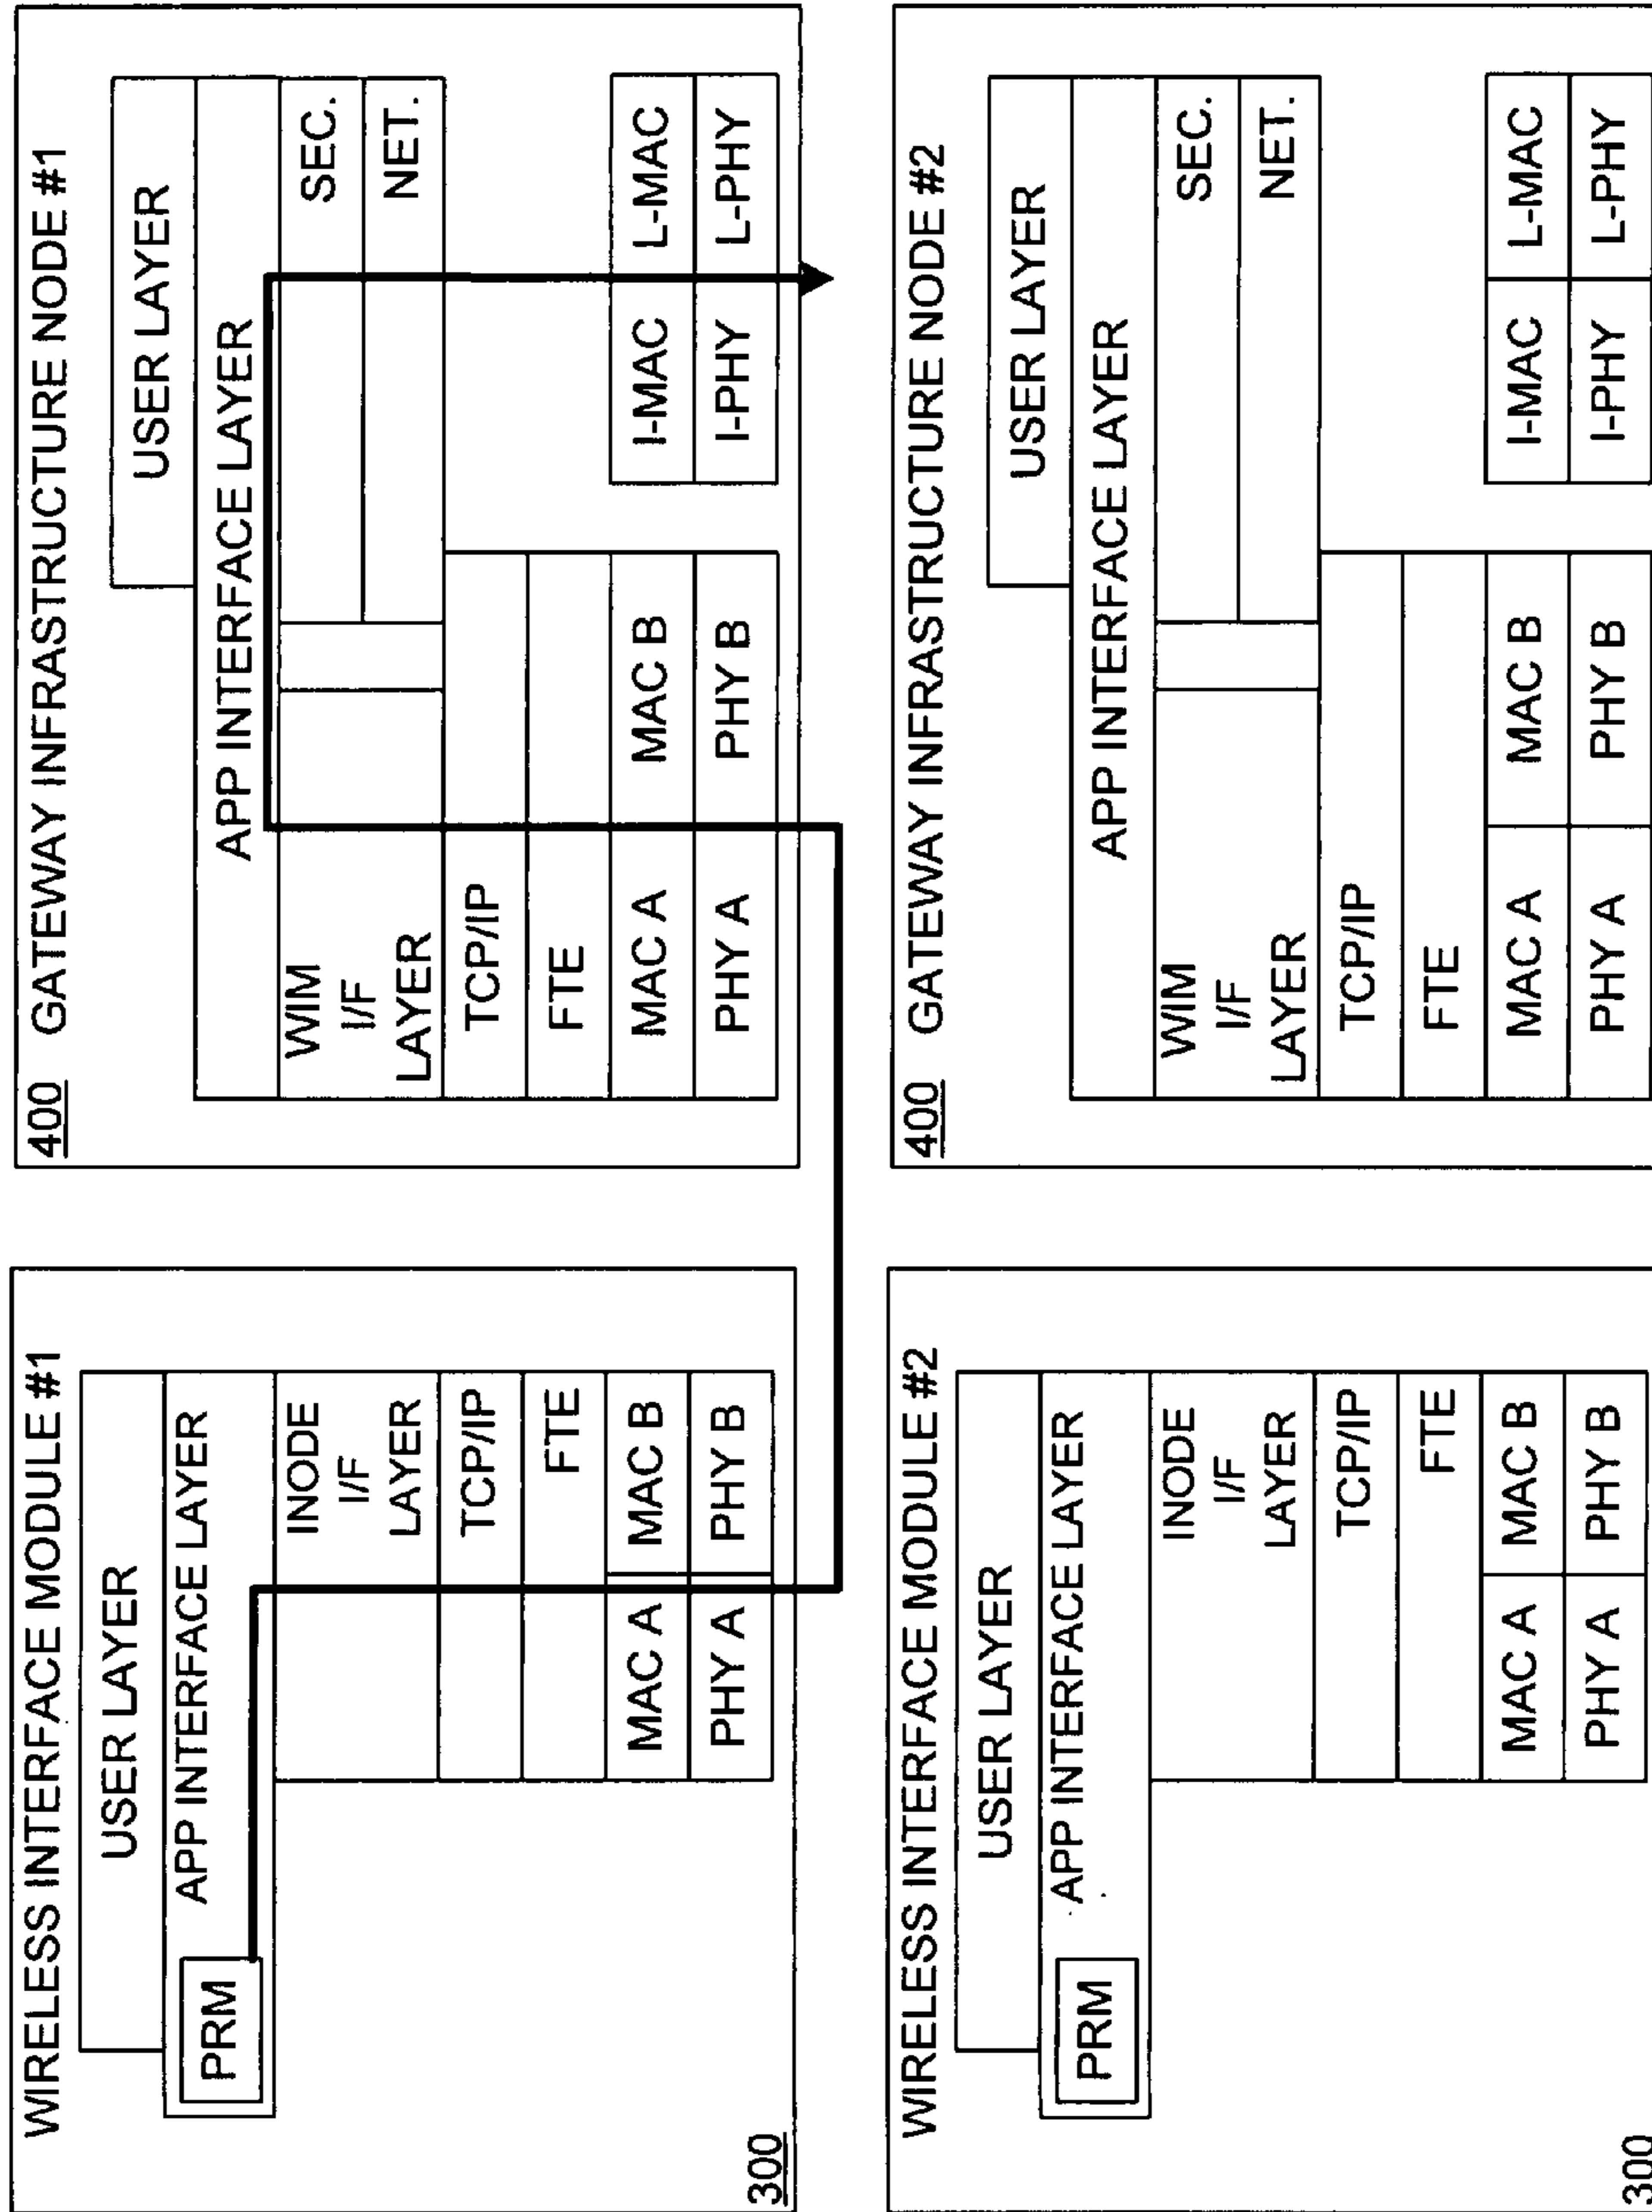 WIRELESS INTERFACE MODULE #1
USER LAYER
PRM
APP INTERFACE LAYER
INODE
I/F
LAYER
TCP/IP
FTE
MAC A
MAC B
PHY A
PHY B
300
400
GATEWAY INFRASTRUCTURE NODE #1
USER LAYER
APP INTERFACE LAYER
WIM
I/F
LAYER
SEC.
NET.
TCP/IP
FTE
MAC A
MAC B
I-MAC
L-MAC
PHY A
PHY B
I-PHY
L-PHY
WIRELESS INTERFACE MODULE #2
USER LAYER
PRM
APP INTERFACE LAYER
INODE
I/F
LAYER
TCP/IP
FTE
MAC A
MAC B
PHY A
PHY B
300
400
GATEWAY INFRASTRUCTURE NODE #2
USER LAYER
APP INTERFACE LAYER
WIM
I/F
LAYER
SEC.
NET.
TCP/IP
FTE
MAC A
MAC B
I-MAC
L-MAC
PHY A
PHY B
I-PHY
L-PHY